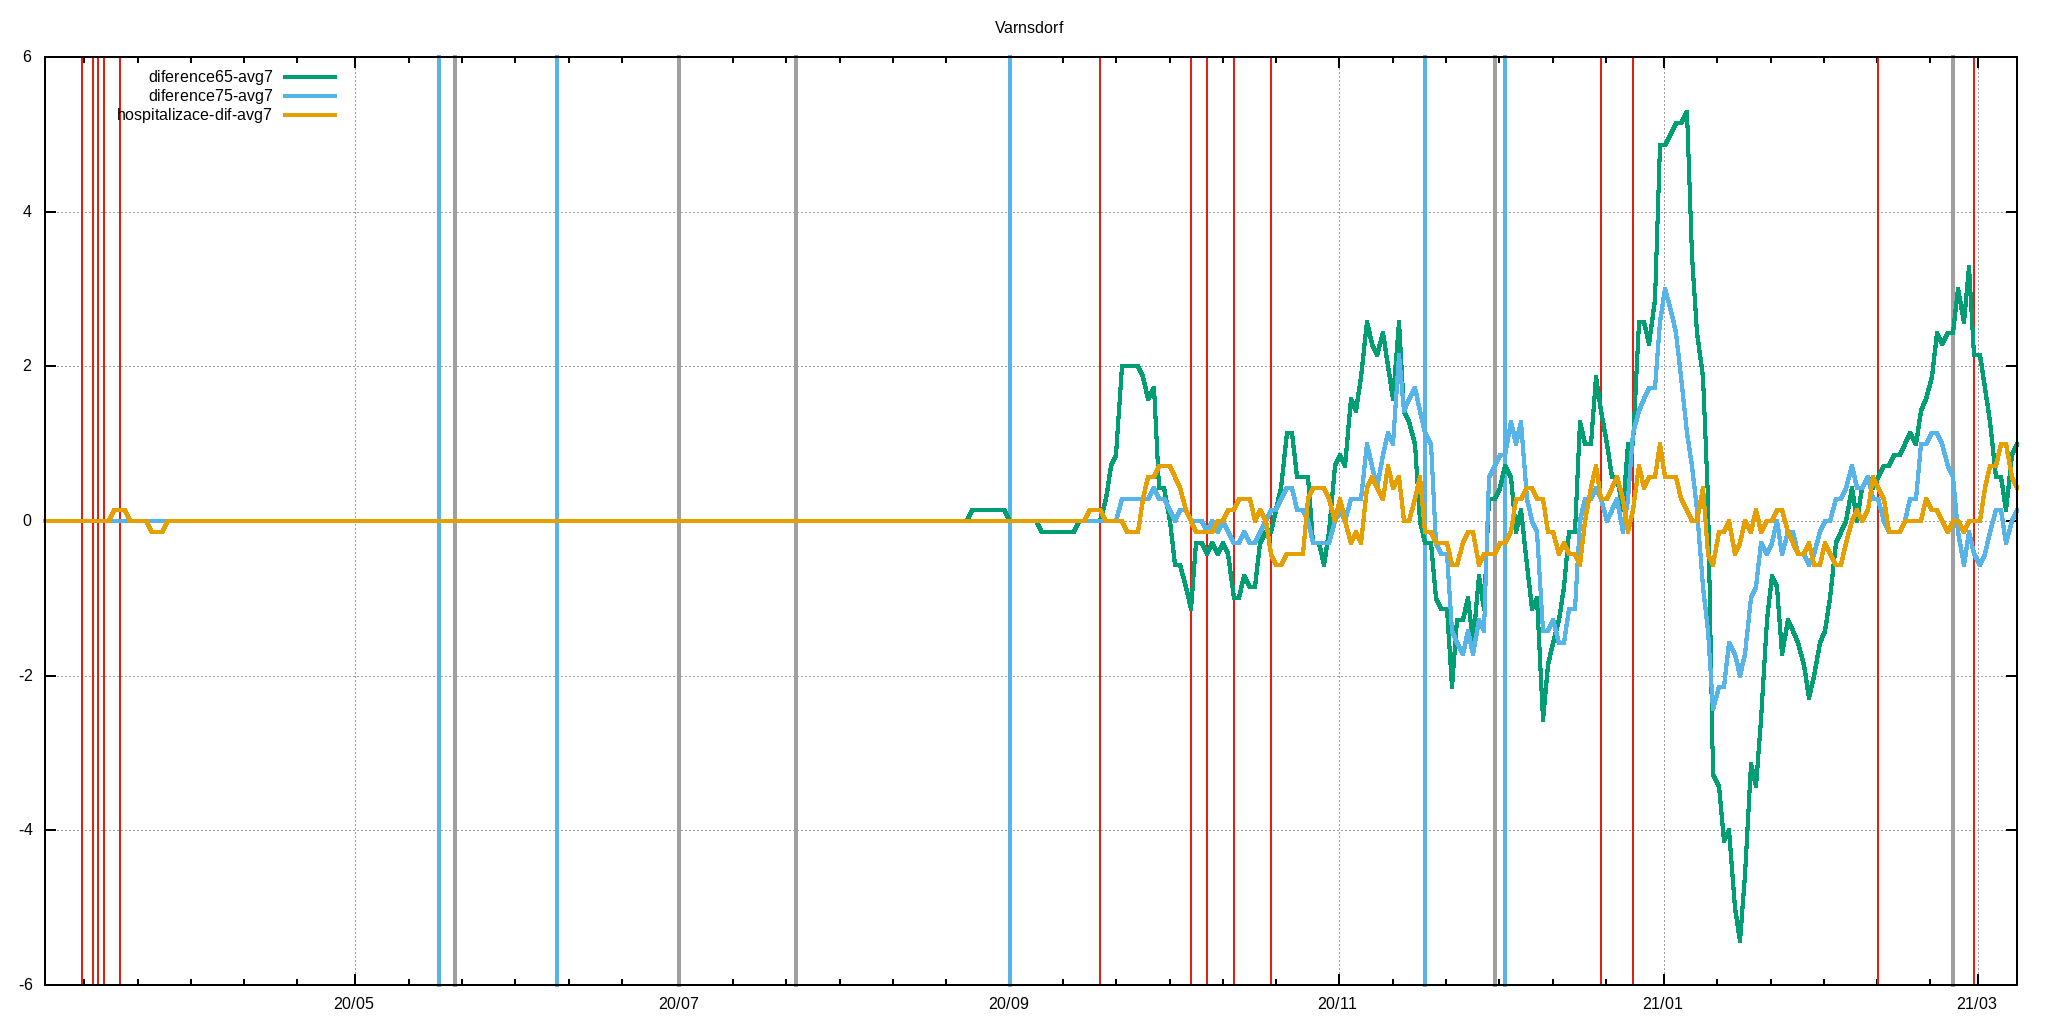 Varnsdorf
6
diference65-avg7
diference75-avg7
hospitalizace-dif-avg7
4
2
0
-2
-4
-6
20/05 20/07 20/09 20/11 21/01 21/03